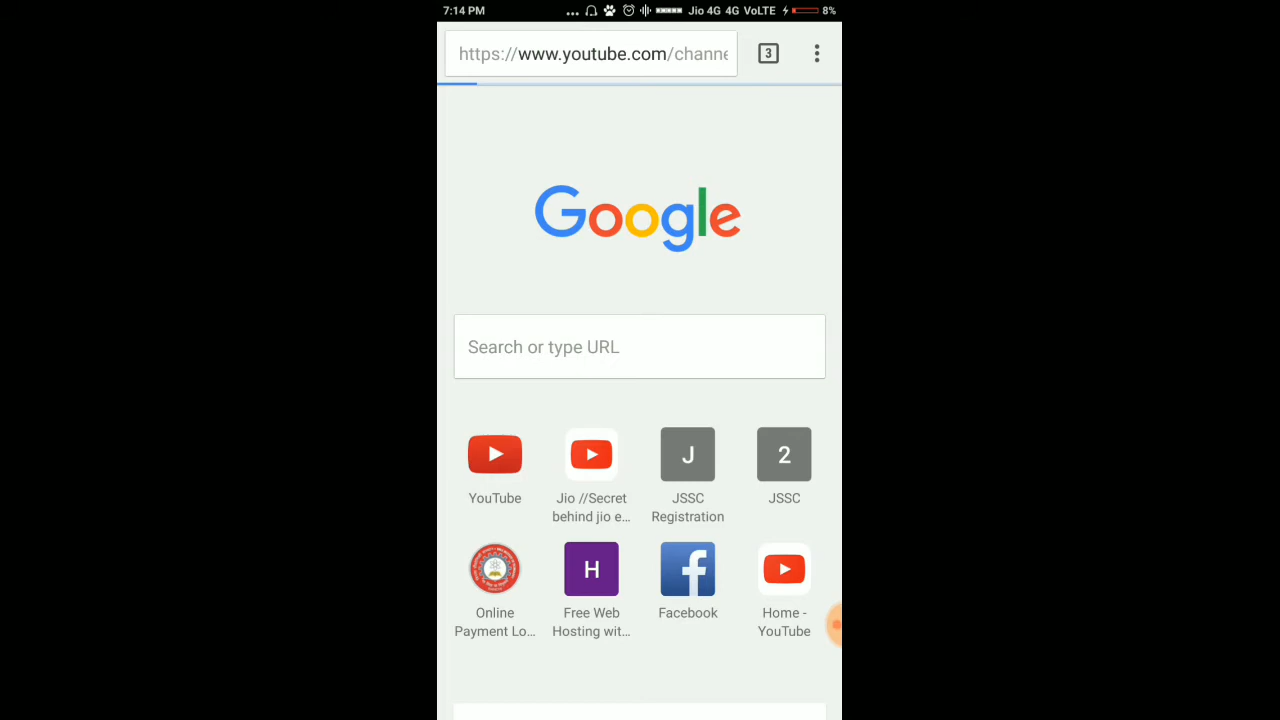 7:14 PM ... Jio 4G 4G VoLTE 8%
https://www.youtube.com/channe
3
Google
Search or type URL
J
2
YouTube
Jio //Secret
behind jio e...
JSSC
Registration
JSSC
H
f
Online
Payment Lo...
Free Web
Hosting wit...
Facebook
Home -
YouTube